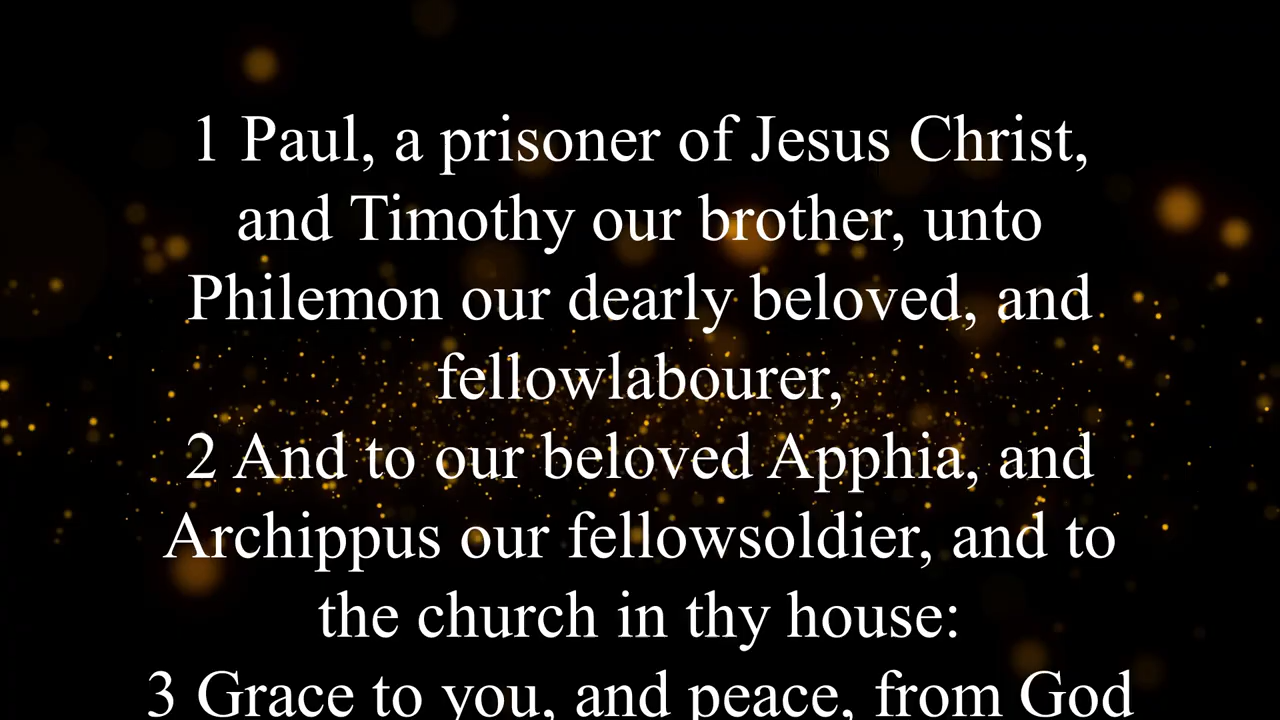 1 Paul, a prisoner of Jesus Christ,
and Timothy our brother, unto
Philemon our dearly beloved, and
fellowlabourer,
2 And to our beloved Apphia, and
Archippus our fellowsoldier, and to
the church in thy house:
3 Grace to you, and peace, from God